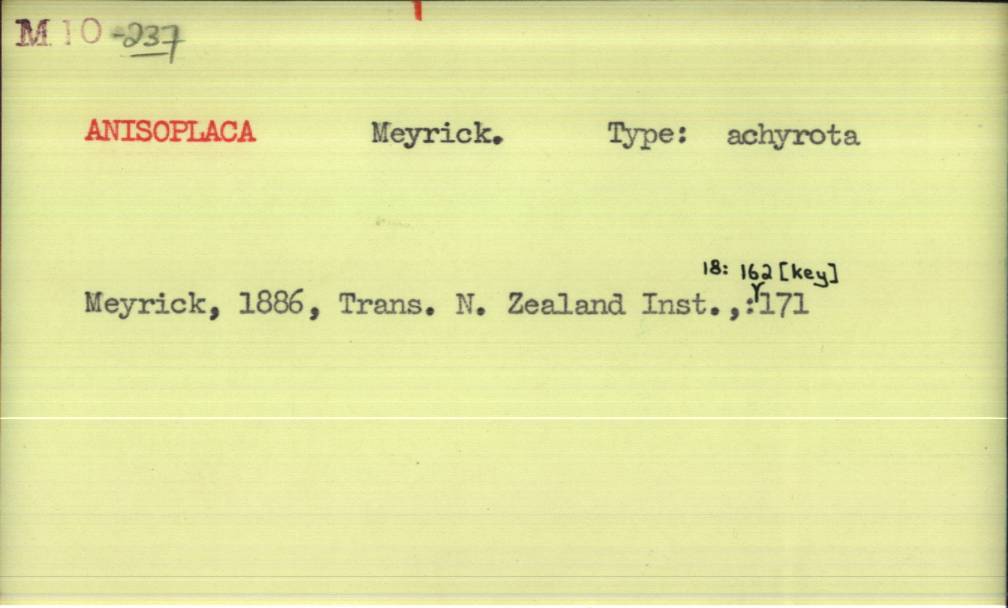 M 10 -237
ANISOPLACA Meyrick. Type: achyrota
18: 162 [key]
Meyrick, 1886, Trans. N. Zealand Inst.,:171